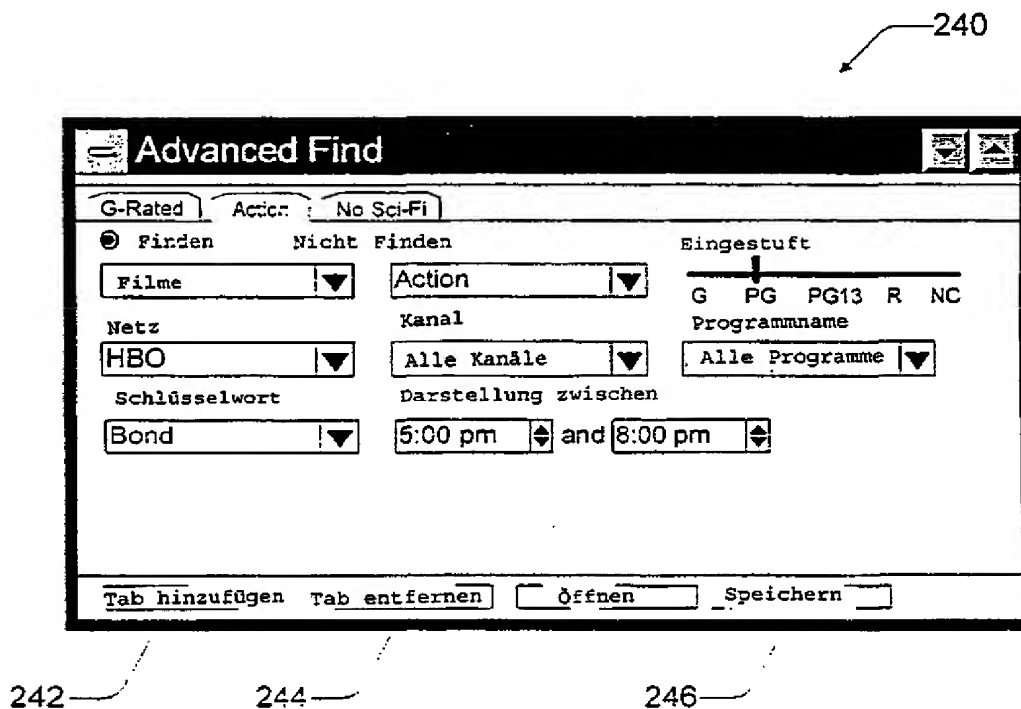 240
Advanced Find
G-Rated Action No Sci-Fi
Finden Nicht Finden Eingestuft
Filme Action
G PG PG13 R NC
Netz Kanal Programmname
HBO Alle Kanäle Alle Programme
Schlüsselwort Darstellung zwischen
Bond 5:00 pm and 8:00 pm
Tab hinzufügen Tab entfernen Öffnen Speichern
242 244 246